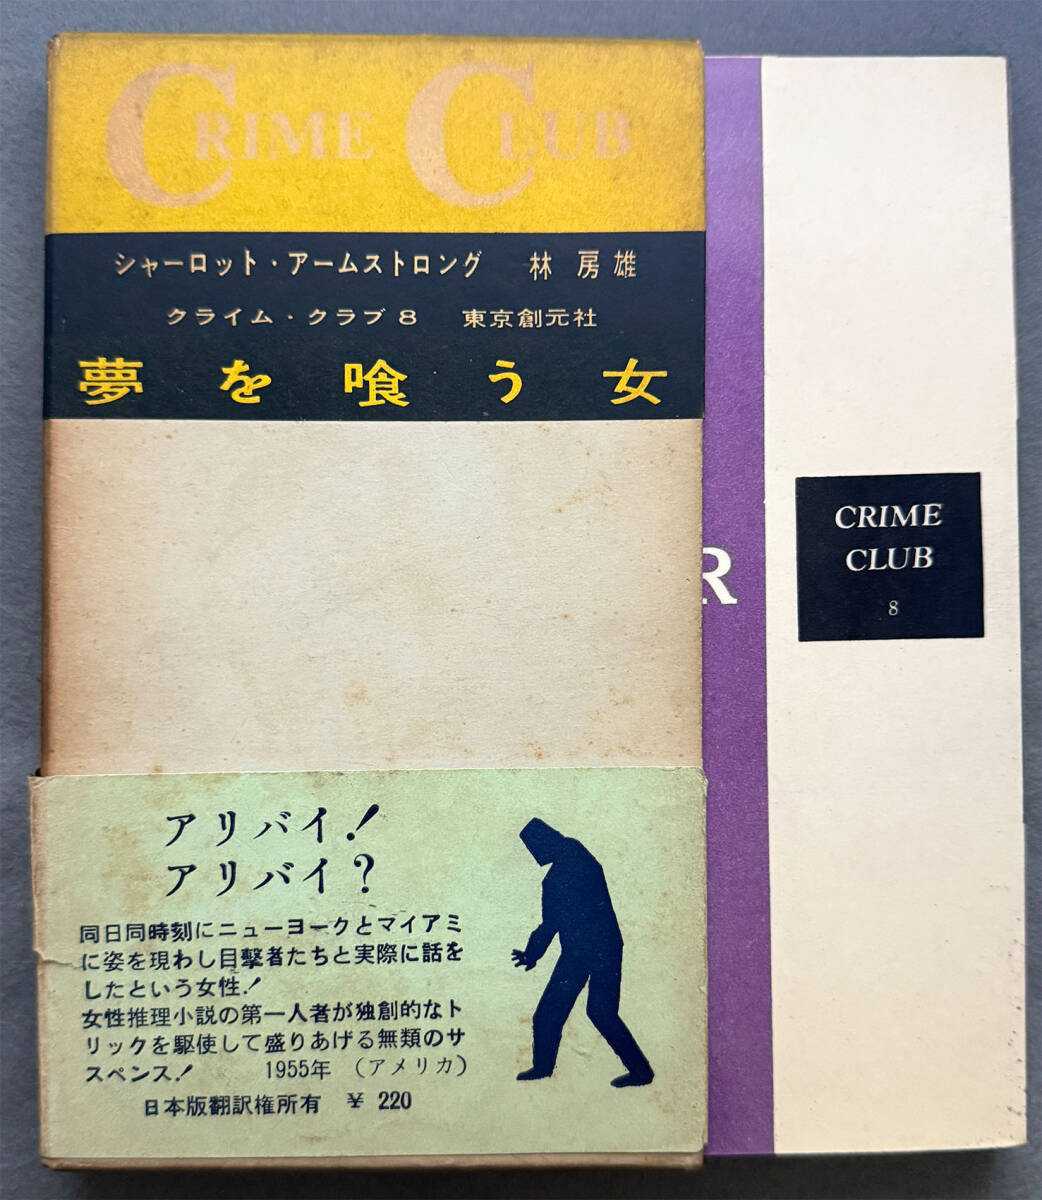 CRIME CLUB
シャーロット・アームストロング 林 房雄
クライム・クラブ 8 東京創元社
夢を喰う女
アリバイ!
アリバイ?
同日同時刻にニューヨークとマイアミ
に姿を現わし目撃者たちと実際に話を
したという女性!
女性推理小説の第一人者が独創的なト
リックを駆使して盛りあげる無類のサ
スペンス! 1955年 (アメリカ)
日本版翻訳権所有 ¥ 220
R
CRIME
CLUB
8